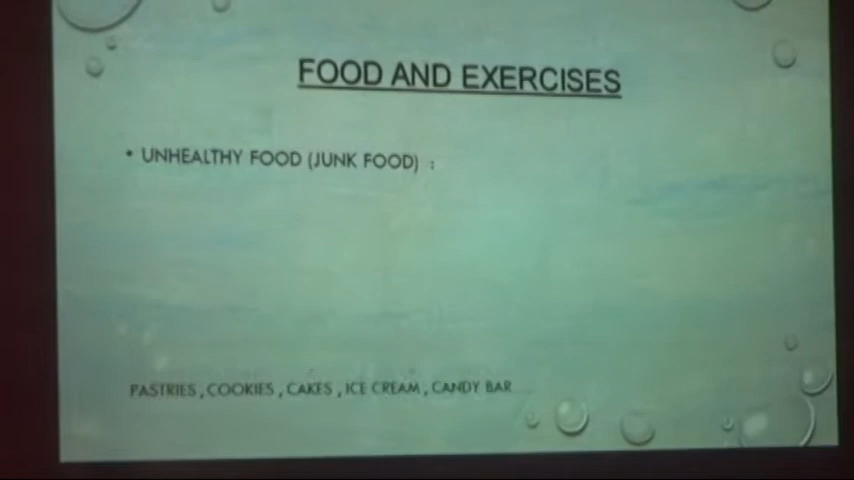 FOOD AND EXERCISES
• UNHEALTHY FOOD (JUNK FOOD) :
PASTRIES , COOKIES , CAKES , ICE CREAM , CANDY BAR